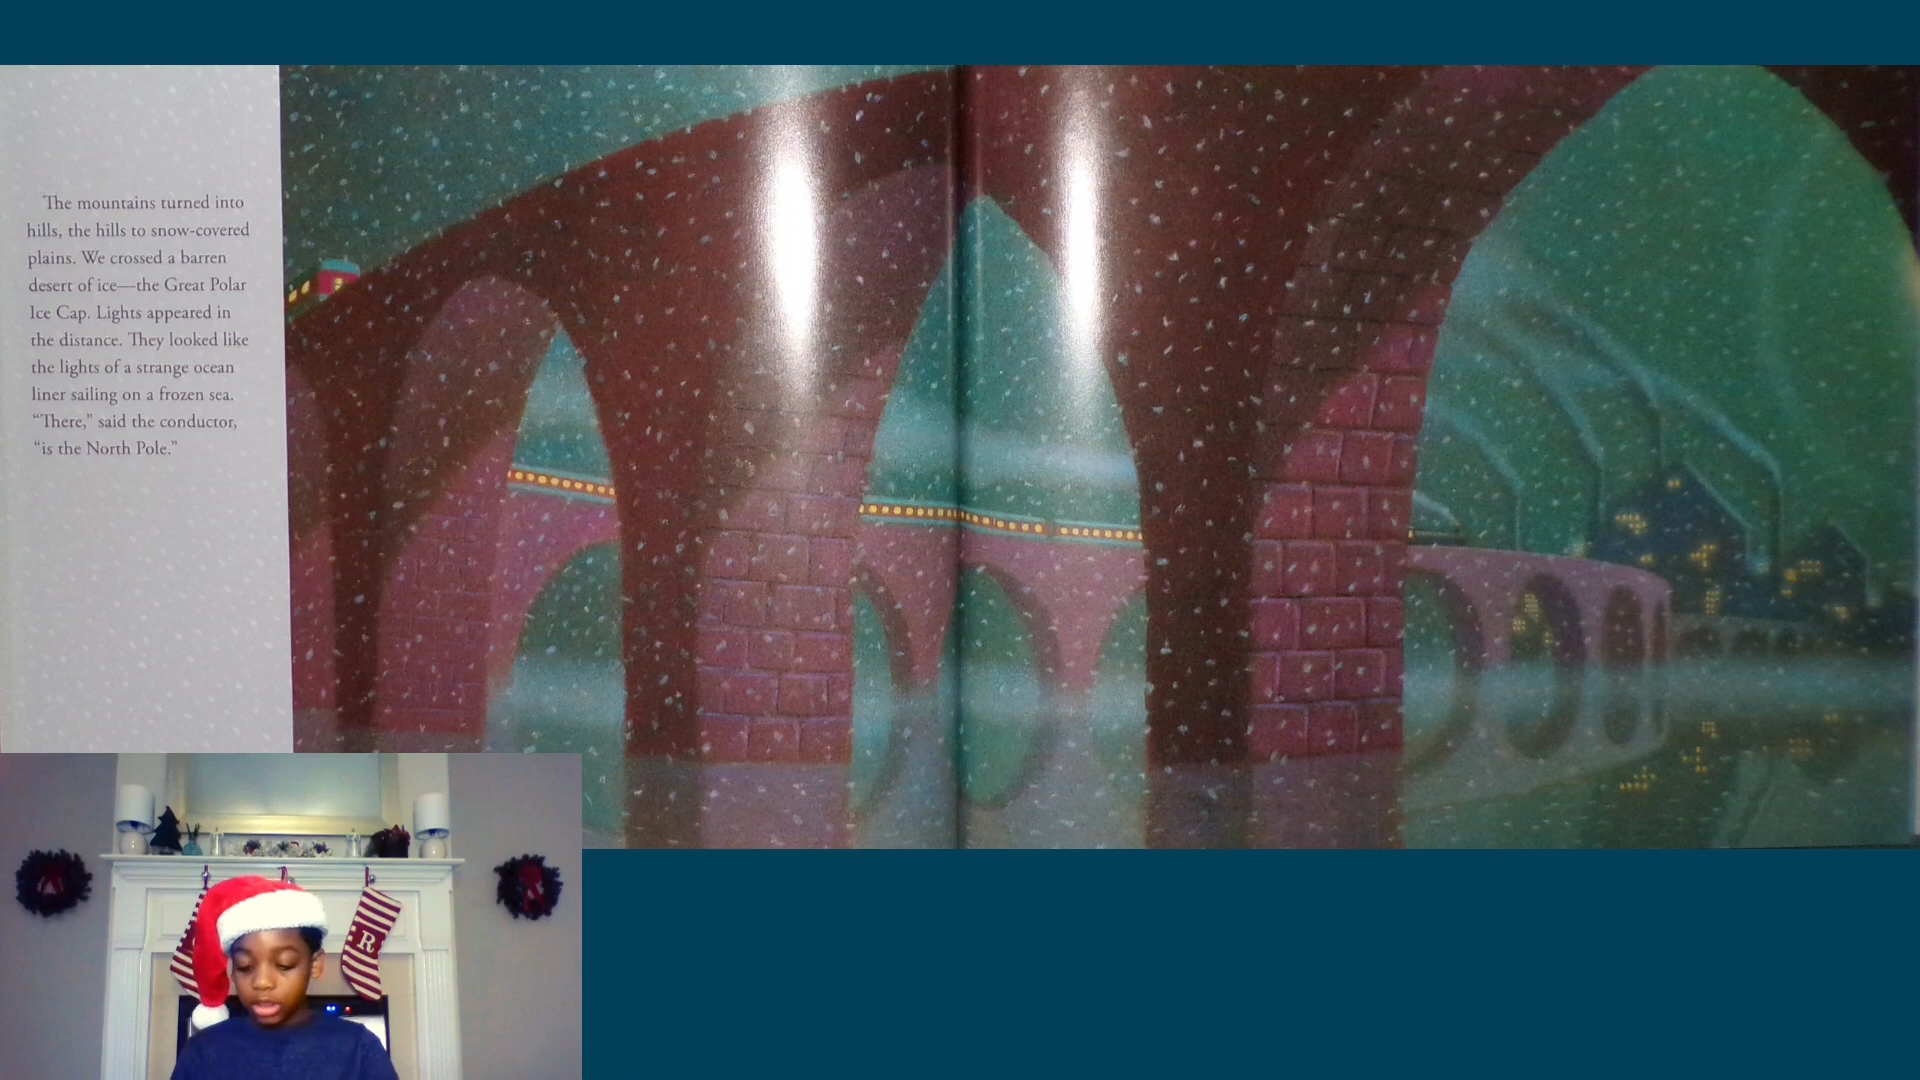 The mountains turned into
hills, the hills to snow-covered
plains. We crossed a barren
desert of ice—the Great Polar
Ice Cap. Lights appeared in
the distance. They looked like
the lights of a strange ocean
liner sailing on a frozen sea.
“There,” said the conductor,
“is the North Pole.”
R